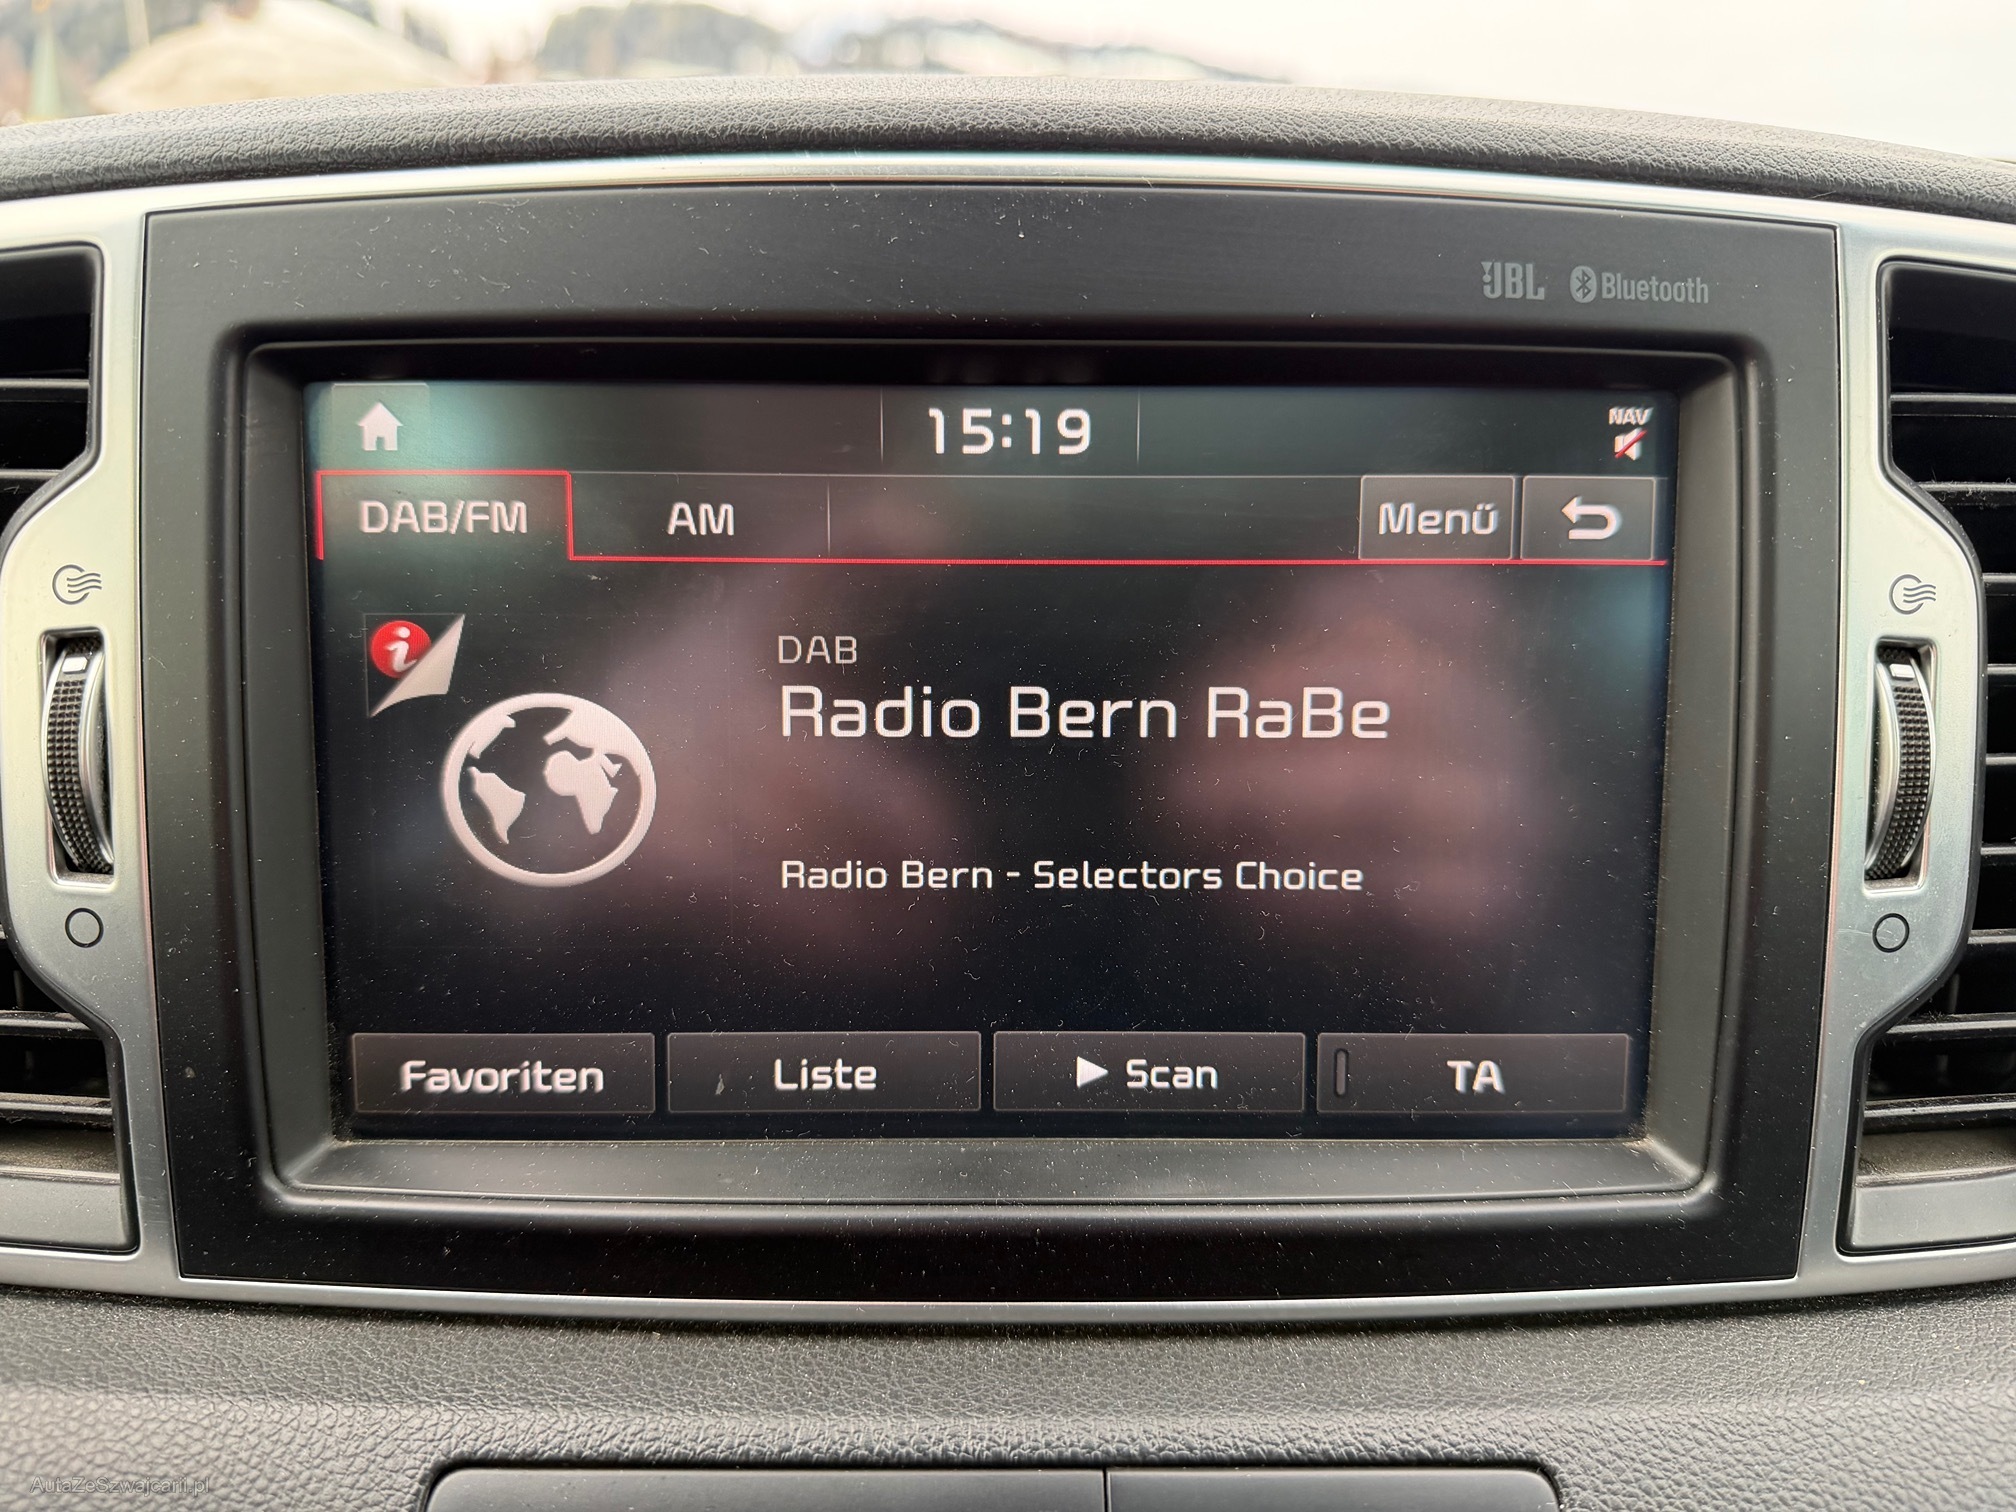 JBL Bluetooth
15:19
NAV
DAB/FM AM Menü
DAB
Radio Bern RaBe
Radio Bern - Selectors Choice
Favoriten Liste Scan TA
AutaZeSzwajcarii.pl